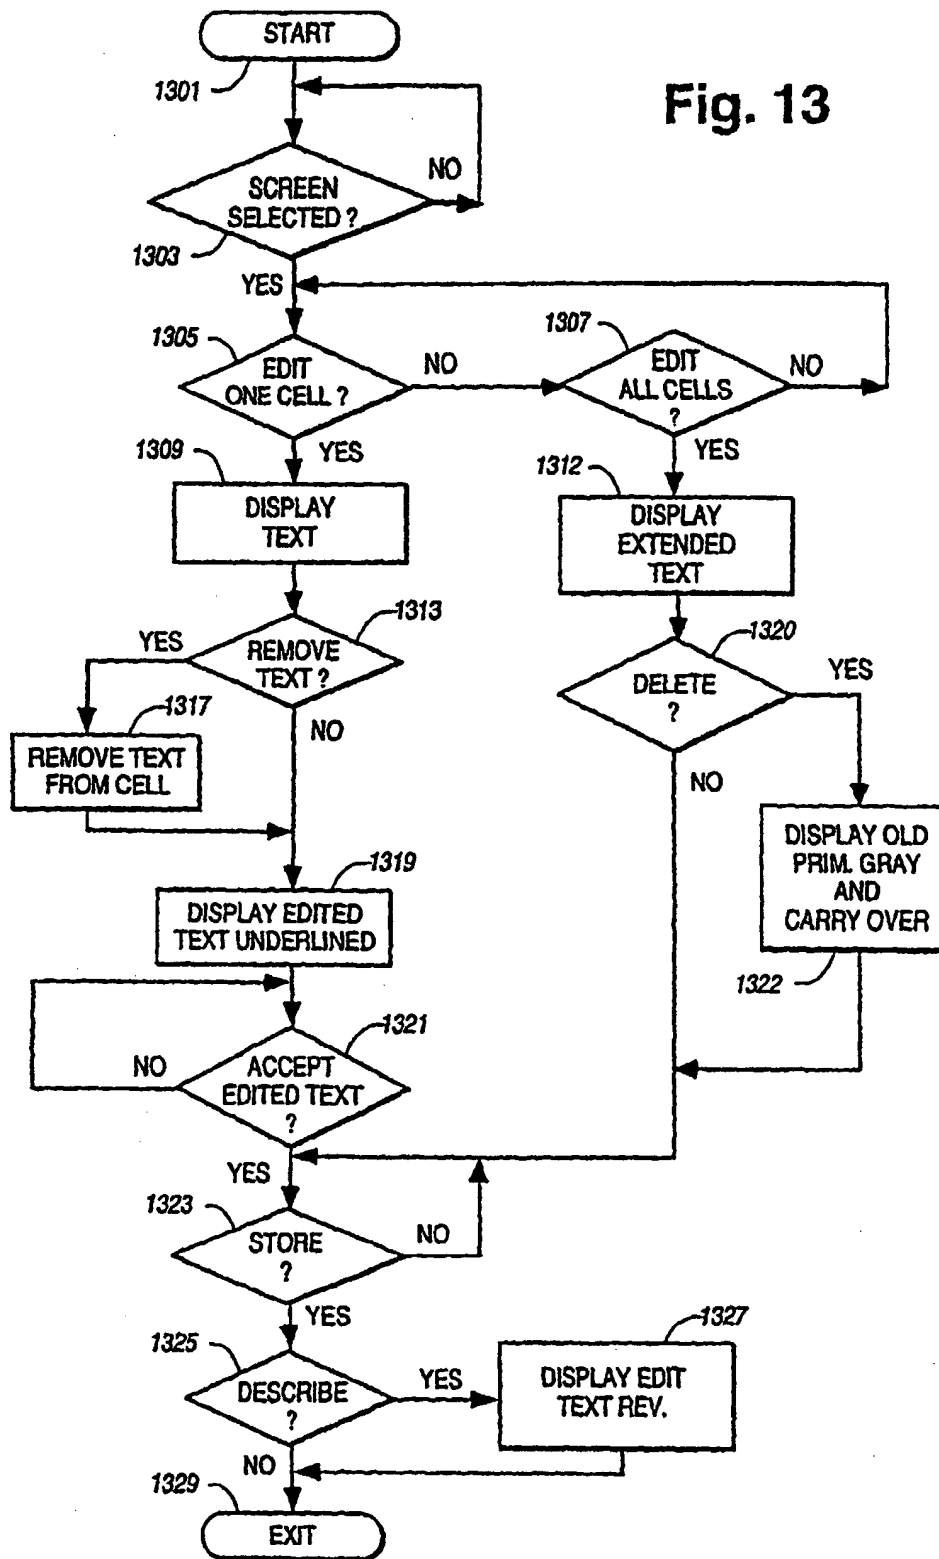 START
1301
Fig. 13
NO
SCREEN
SELECTED ?
1303
YES
1305
EDIT
ONE CELL ?
NO
1307
EDIT
ALL CELLS
?
NO
YES
1309
DISPLAY
TEXT
YES
1312
DISPLAY
EXTENDED
TEXT
1313
YES
REMOVE
TEXT ?
NO
1320
DELETE
?
YES
NO
1317
REMOVE TEXT
FROM CELL
DISPLAY OLD
PRIM. GRAY
AND
CARRY OVER
1322
1319
DISPLAY EDITED
TEXT UNDERLINED
1321
NO
ACCEPT
EDITED TEXT
?
YES
1323
STORE
?
NO
YES
1325
DESCRIBE
?
YES
1327
DISPLAY EDIT
TEXT REV.
NO
1329
EXIT